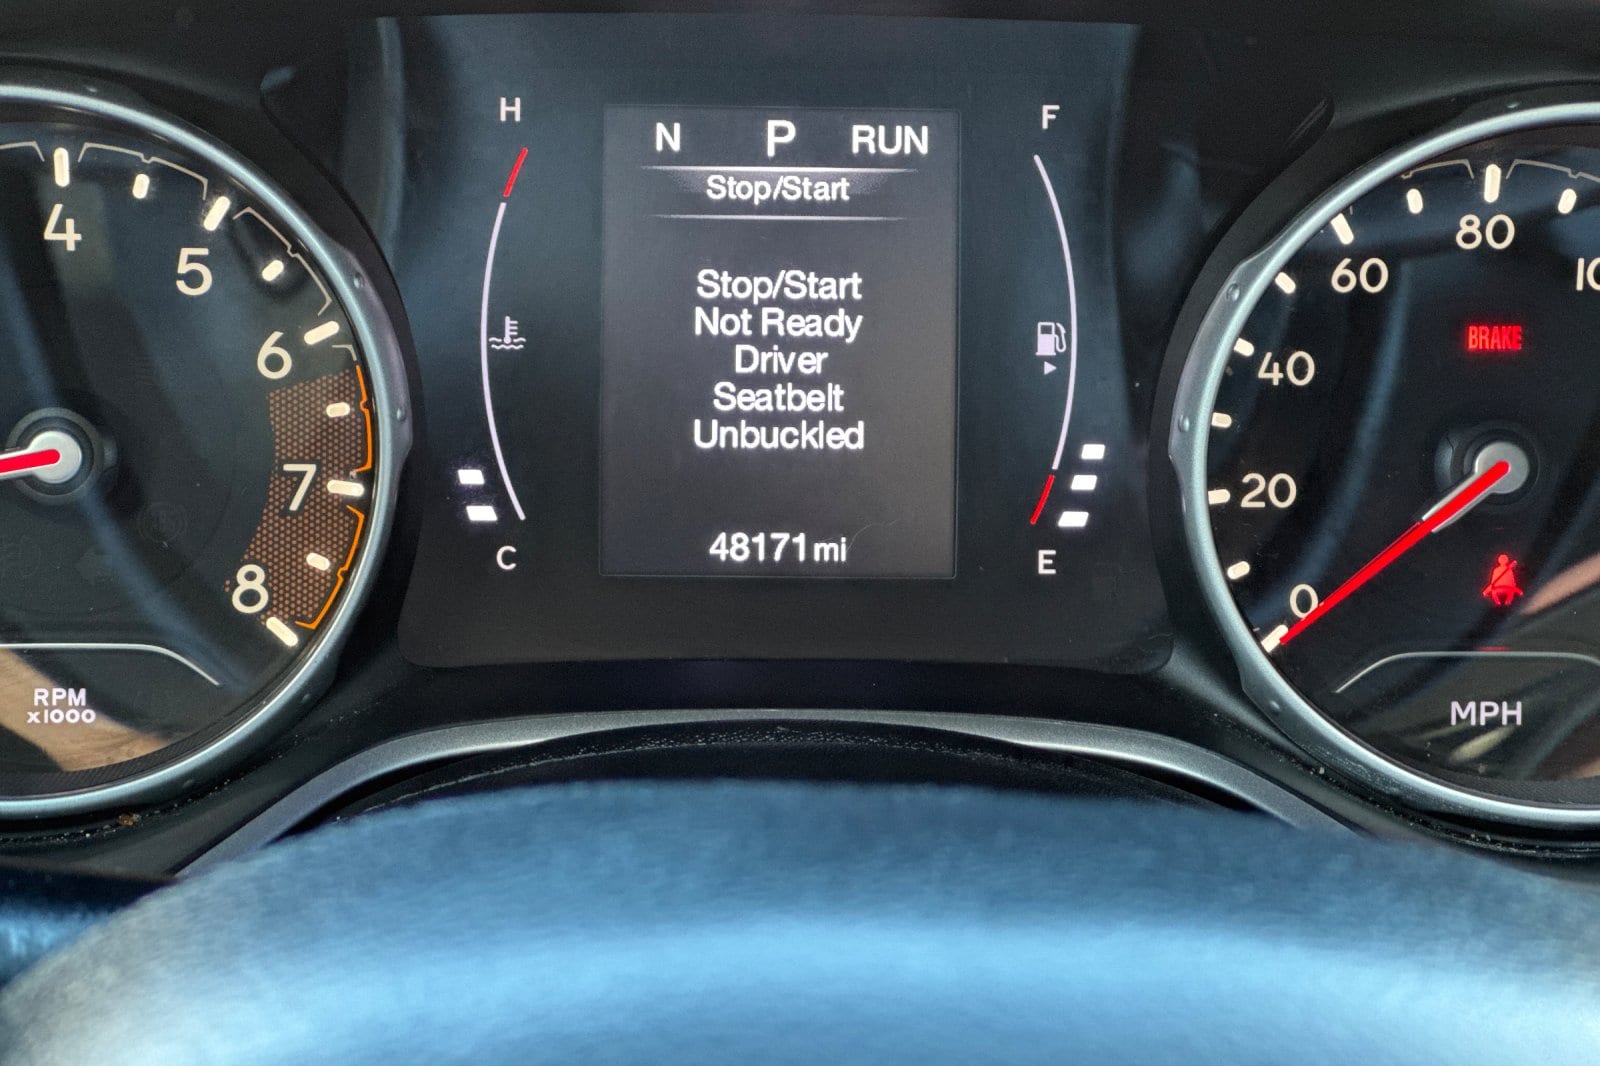 H
N P RUN
F
Stop/Start
Stop/Start
Not Ready
Driver
Seatbelt
Unbuckled
48171 mi
C
E
4
5
6
7
8
RPM
x1000
0
20
40
60
80
10
BRAKE
MPH